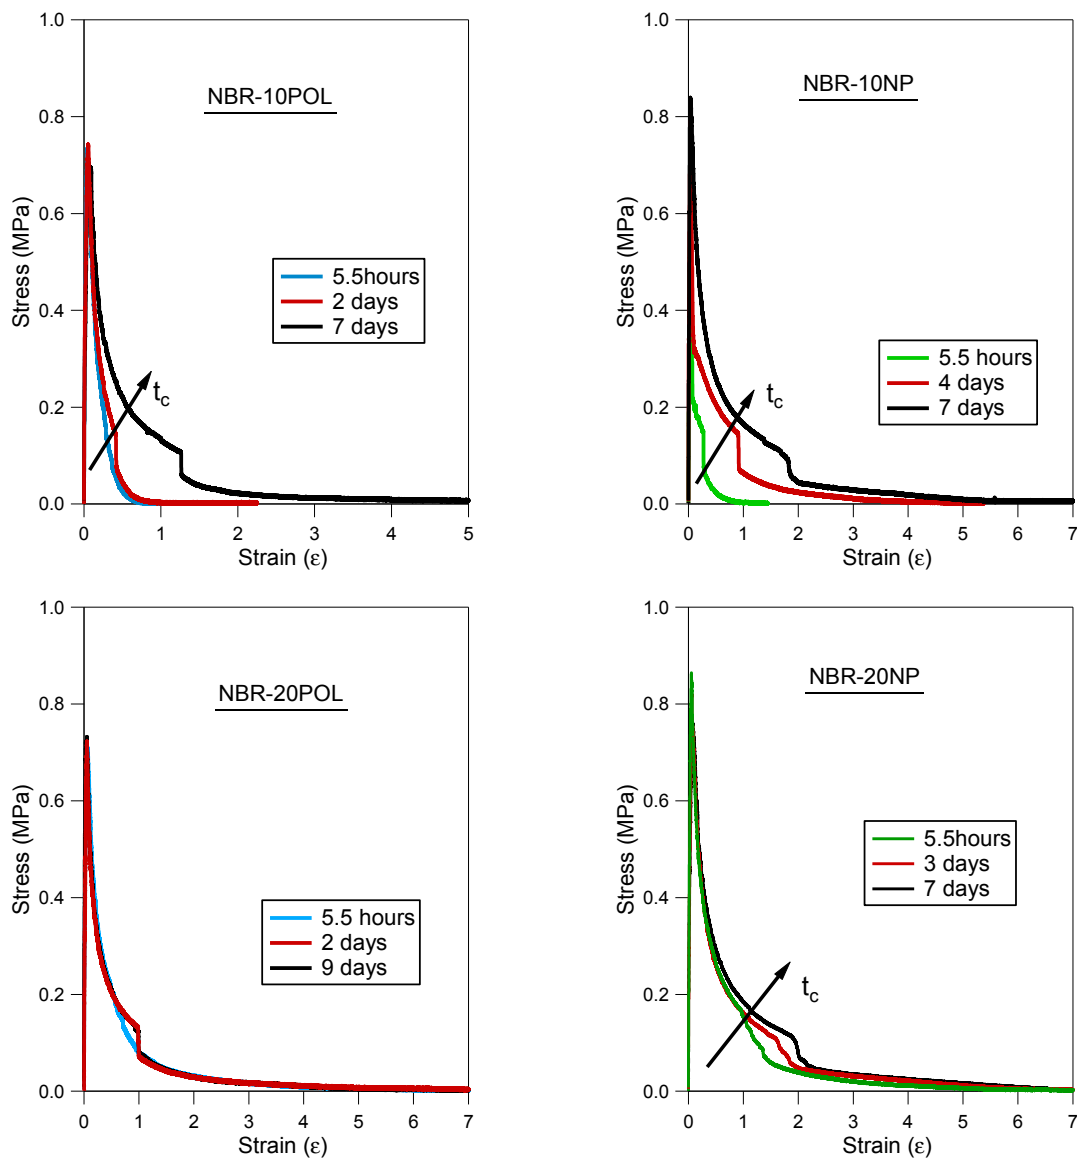 1.0
0.8
0.6
0.4
0.2
0.0
Stress (MPa)
NBR-10POL
5.5hours
2 days
7 days
t_c
0 1 2 3 4 5
Strain (ε)
1.0
0.8
0.6
0.4
0.2
0.0
Stress (MPa)
NBR-10NP
5.5 hours
4 days
7 days
t_c
0 1 2 3 4 5 6 7
Strain (ε)
1.0
0.8
0.6
0.4
0.2
0.0
Stress (MPa)
NBR-20POL
5.5 hours
2 days
9 days
0 1 2 3 4 5 6 7
Strain (ε)
1.0
0.8
0.6
0.4
0.2
0.0
Stress (MPa)
NBR-20NP
5.5hours
3 days
7 days
t_c
0 1 2 3 4 5 6 7
Strain (ε)